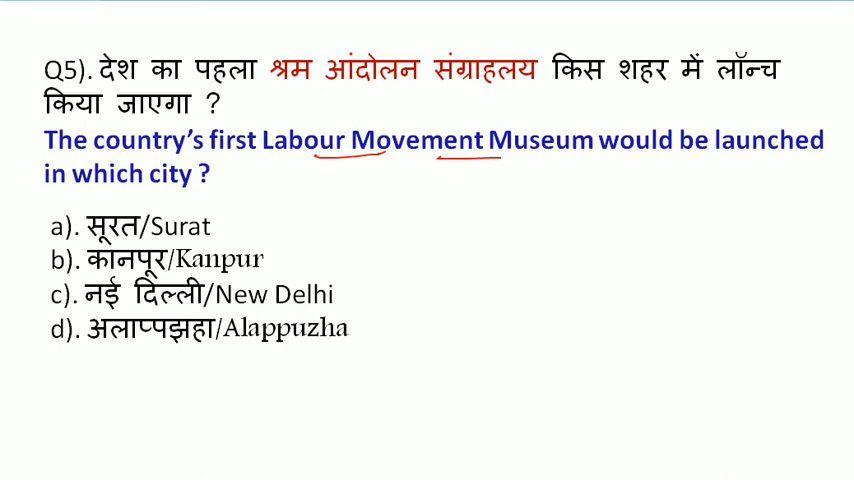 Q5). देश का पहला श्रम आंदोलन संग्राहलय किस शहर में लॉन्च
किया जाएगा ?
The country's first Labour Movement Museum would be launched
in which city ?
a). सूरत/Surat
b). कानपूर/Kanpur
c). नई दिल्ली/New Delhi
d). अलाप्पझहा/Alappuzha